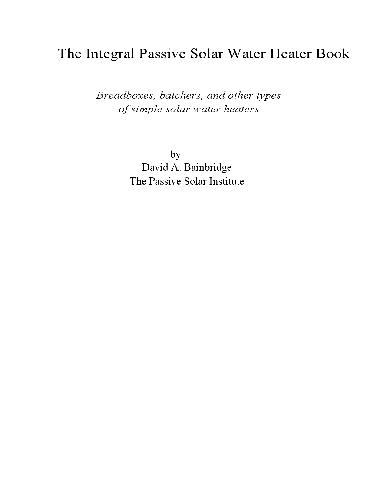 The Integral Passive Solar Water Heater Book
Breadboxes, batchers, and other types
of simple solar water heaters
by
David A. Bainbridge
The Passive Solar Institute